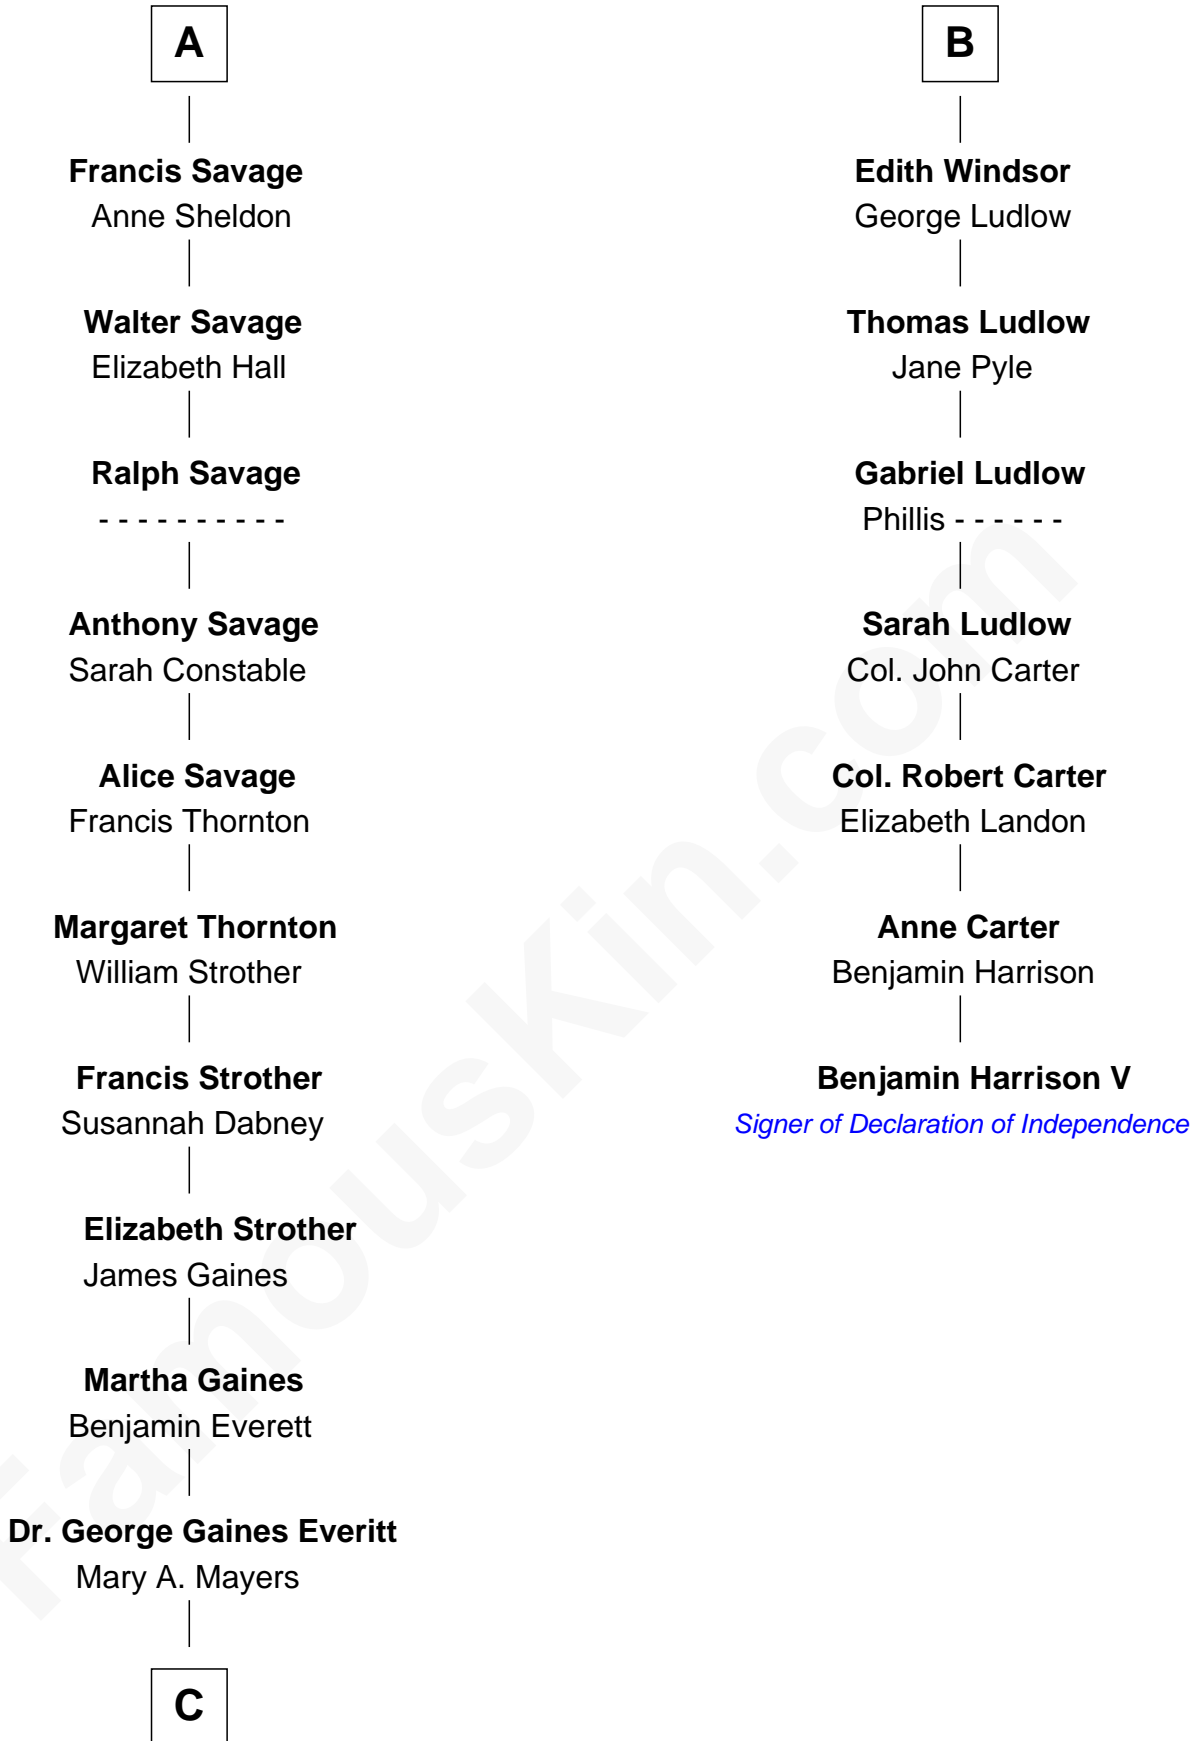 A
Francis Savage
Anne Sheldon
Walter Savage
Elizabeth Hall
Ralph Savage
- - - - - - - - - -
Anthony Savage
Sarah Constable
Alice Savage
Francis Thornton
Margaret Thornton
William Strother
Francis Strother
Susannah Dabney
Elizabeth Strother
James Gaines
Martha Gaines
Benjamin Everett
Dr. George Gaines Everitt
Mary A. Mayers
C
B
Edith Windsor
George Ludlow
Thomas Ludlow
Jane Pyle
Gabriel Ludlow
Phillis - - - - - -
Sarah Ludlow
Col. John Carter
Col. Robert Carter
Elizabeth Landon
Anne Carter
Benjamin Harrison
Benjamin Harrison V
Signer of Declaration of Independence
FamousKin.com